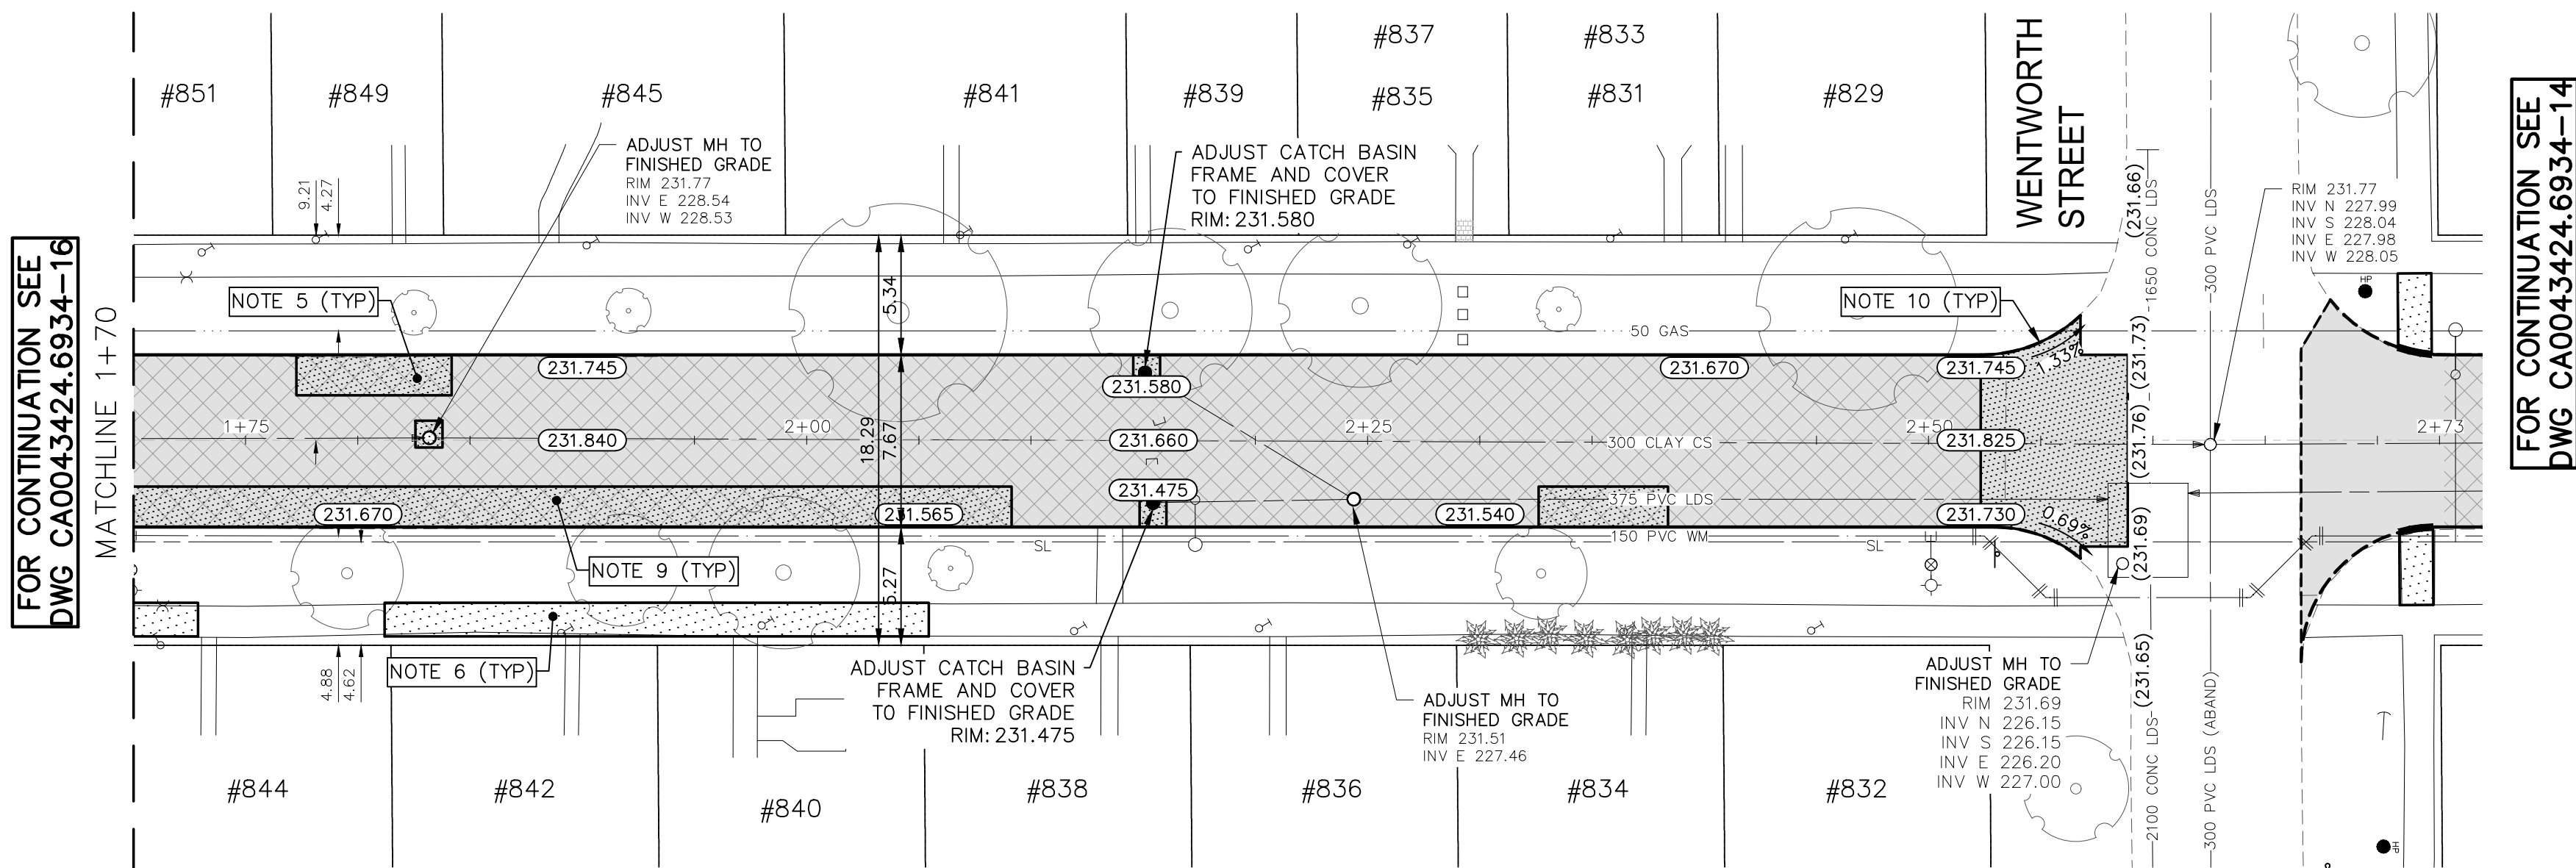 FOR CONTINUATION SEE
DWG CA0043424.6934-16
MATCHLINE 1+70
#851
#849
#845
#841
#839
#837
#835
#833
#831
#829
WENTWORTH
STREET
FOR CONTINUATION SEE
DWG CA0043424.6934-14
ADJUST MH TO
FINISHED GRADE
RIM 231.77
INV E 228.54
INV W 228.53
ADJUST CATCH BASIN
FRAME AND COVER
TO FINISHED GRADE
RIM: 231.580
RIM 231.77
INV N 227.99
INV S 228.04
INV E 227.98
INV W 228.05
9.21
4.27
(231.66)
1650 CONC LDS
300 PVC LDS
HP
NOTE 5 (TYP)
NOTE 10 (TYP)
5.34
50 GAS
1.33%
(231.73)
231.745
231.580
231.670
231.745
1+75
2+00
2+25
2+50
2+73
231.840
18.29
7.67
231.660
300 CLAY CS
231.825
(231.76)
231.475
375 PVC LDS
231.670
231.565
231.540
231.730
0.69%
(231.69)
SL
150 PVC WM
SL
NOTE 9 (TYP)
5.27
NOTE 6 (TYP)
4.88
4.62
ADJUST CATCH BASIN
FRAME AND COVER
TO FINISHED GRADE
RIM: 231.475
ADJUST MH TO
FINISHED GRADE
RIM 231.51
INV E 227.46
ADJUST MH TO
FINISHED GRADE
RIM 231.69
INV N 226.15
INV S 226.15
INV E 226.20
INV W 227.00
(231.65)
2100 CONC LDS
300 PVC LDS (ABAND)
HP
#844
#842
#840
#838
#836
#834
#832